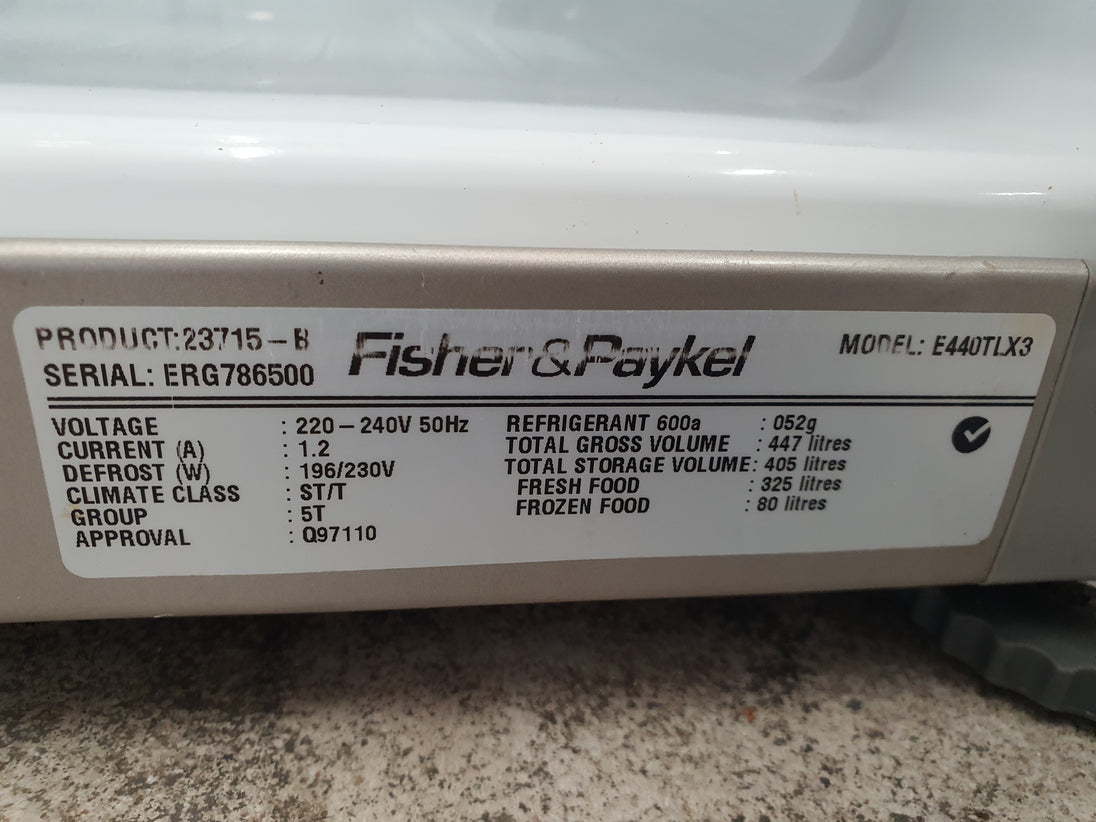 PRODUCT:23715-B
SERIAL: ERG786500
Fisher&Paykel
MODEL: E440TLX3
VOLTAGE : 220-240V 50Hz
CURRENT (A) : 1.2
DEFROST (W) : 196/230V
CLIMATE CLASS : ST/T
GROUP : 5T
APPROVAL : Q97110
REFRIGERANT 600a : 052g
TOTAL GROSS VOLUME : 447 litres
TOTAL STORAGE VOLUME: 405 litres
FRESH FOOD : 325 litres
FROZEN FOOD : 80 litres